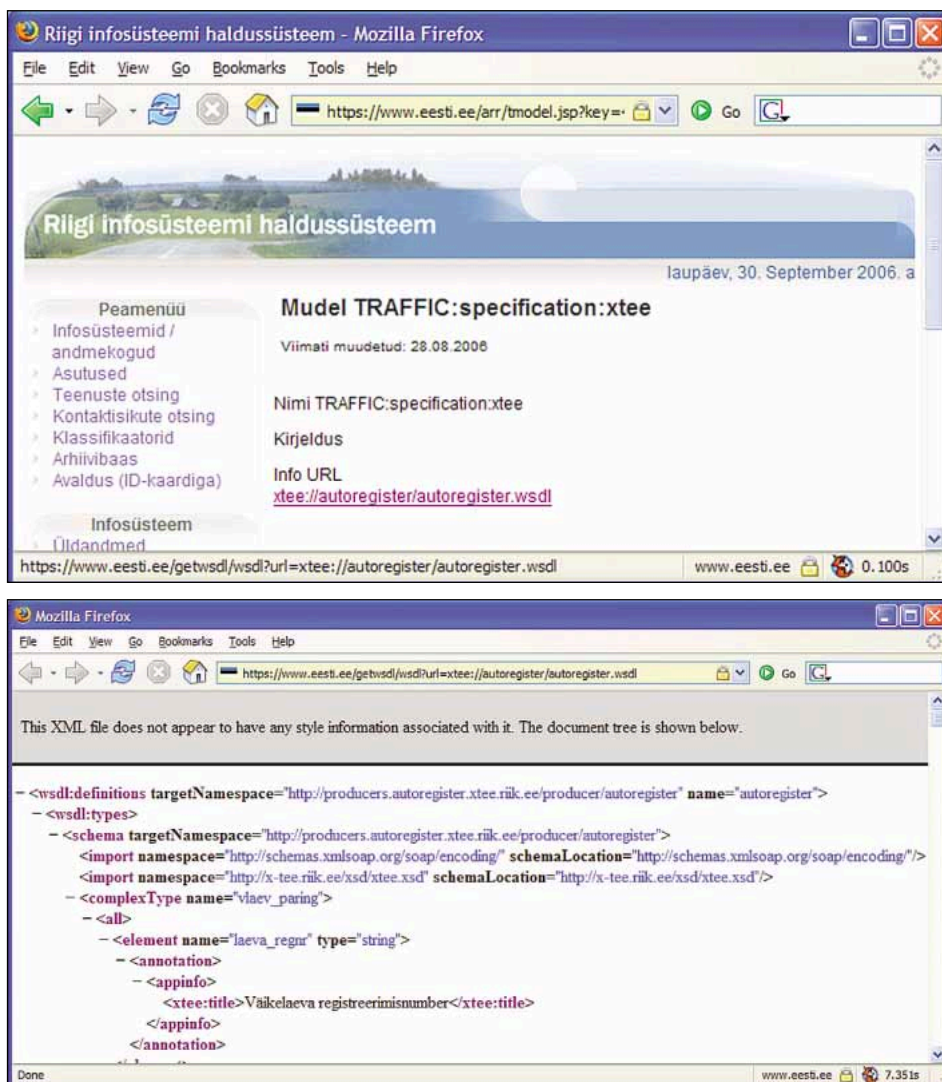 Riigi infosüsteemi haldussüsteem - Mozilla Firefox
File Edit View Go Bookmarks Tools Help
https://www.eesti.ee/arr/tmodel.jsp?key=
Go
Riigi infosüsteemi haldussüsteem
laupäev, 30. September 2006. a
Peamenüü
Infosüsteemid /
andmekogud
Asutused
Teenuste otsing
Kontaktisikute otsing
Klassifikaatorid
Arhiivibaas
Avaldus (ID-kaardiga)
Infosüsteem
Üldandmed
Mudel TRAFFIC:specification:xtee
Viimati muudetud: 28.08.2006
Nimi TRAFFIC:specification:xtee
Kirjeldus
Info URL
xtee://autoregister/autoregister.wsdl
https://www.eesti.ee/getwsdl/wsdl?url=xtee://autoregister/autoregister.wsdl www.eesti.ee 0.100s
Mozilla Firefox
File Edit View Go Bookmarks Tools Help
https://www.eesti.ee/getwsdl/wsdl?url=xtee://autoregister/autoregister.wsdl Go
This XML file does not appear to have any style information associated with it. The document tree is shown below.
− <wsdl:definitions targetNamespace="http://producers.autoregister.xtee.riik.ee/producer/autoregister" name="autoregister">
− <wsdl:types>
− <schema targetNamespace="http://producers.autoregister.xtee.riik.ee/producer/autoregister">
<import namespace="http://schemas.xmlsoap.org/soap/encoding/" schemaLocation="http://schemas.xmlsoap.org/soap/encoding/"/>
<import namespace="http://x-tee.riik.ee/xsd/xtee.xsd" schemaLocation="http://x-tee.riik.ee/xsd/xtee.xsd"/>
− <complexType name="vlaev_paring">
− <all>
− <element name="laeva_regnr" type="string">
− <annotation>
− <appinfo>
<xtee:title>Väikelaeva registreerimisnumber</xtee:title>
</appinfo>
</annotation>
Done www.eesti.ee 7.351s